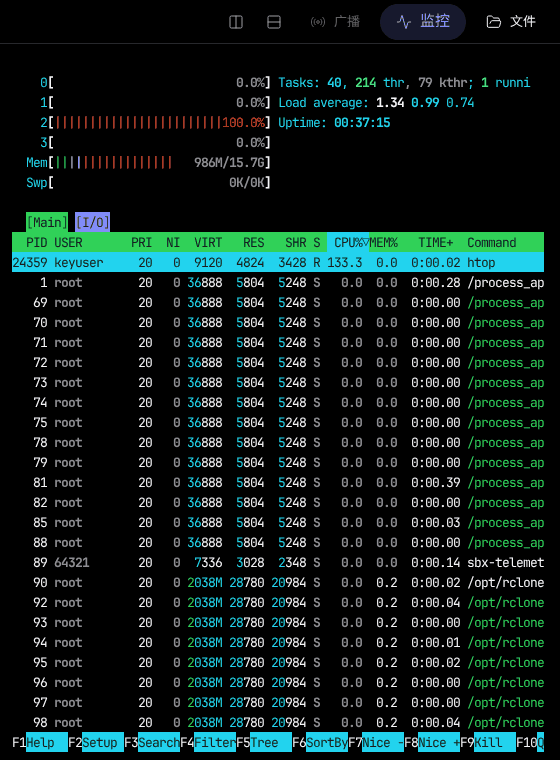 广播 监控 文件
0[ 0.0%] Tasks: 40, 214 thr, 79 kthr; 1 runni
1[ 0.0%] Load average: 1.34 0.99 0.74
2[||||||||||||||||||||||||100.0%] Uptime: 00:37:15
3[ 0.0%]
Mem[||||||||||||||||| 986M/15.7G]
Swp[ 0K/0K]
[Main] [I/O]
PID USER PRI NI VIRT RES SHR S CPU%▽MEM% TIME+ Command
24359 keyuser 20 0 9120 4824 3428 R 133.3 0.0 0:00.02 htop
1 root 20 0 36888 5804 5248 S 0.0 0.0 0:00.28 /process_ap
69 root 20 0 36888 5804 5248 S 0.0 0.0 0:00.00 /process_ap
70 root 20 0 36888 5804 5248 S 0.0 0.0 0:00.00 /process_ap
71 root 20 0 36888 5804 5248 S 0.0 0.0 0:00.00 /process_ap
72 root 20 0 36888 5804 5248 S 0.0 0.0 0:00.00 /process_ap
73 root 20 0 36888 5804 5248 S 0.0 0.0 0:00.00 /process_ap
74 root 20 0 36888 5804 5248 S 0.0 0.0 0:00.00 /process_ap
75 root 20 0 36888 5804 5248 S 0.0 0.0 0:00.00 /process_ap
78 root 20 0 36888 5804 5248 S 0.0 0.0 0:00.00 /process_ap
79 root 20 0 36888 5804 5248 S 0.0 0.0 0:00.00 /process_ap
81 root 20 0 36888 5804 5248 S 0.0 0.0 0:00.39 /process_ap
82 root 20 0 36888 5804 5248 S 0.0 0.0 0:00.00 /process_ap
85 root 20 0 36888 5804 5248 S 0.0 0.0 0:00.03 /process_ap
88 root 20 0 36888 5804 5248 S 0.0 0.0 0:00.00 /process_ap
89 64321 20 0 7336 3028 2348 S 0.0 0.0 0:00.14 sbx-telemet
90 root 20 0 2038M 28780 20984 S 0.0 0.2 0:00.02 /opt/rclone
92 root 20 0 2038M 28780 20984 S 0.0 0.2 0:00.04 /opt/rclone
93 root 20 0 2038M 28780 20984 S 0.0 0.2 0:00.00 /opt/rclone
94 root 20 0 2038M 28780 20984 S 0.0 0.2 0:00.01 /opt/rclone
95 root 20 0 2038M 28780 20984 S 0.0 0.2 0:00.02 /opt/rclone
96 root 20 0 2038M 28780 20984 S 0.0 0.2 0:00.00 /opt/rclone
97 root 20 0 2038M 28780 20984 S 0.0 0.2 0:00.00 /opt/rclone
98 root 20 0 2038M 28780 20984 S 0.0 0.2 0:00.04 /opt/rclone
F1Help F2Setup F3SearchF4FilterF5Tree F6SortByF7Nice -F8Nice +F9Kill F10Q